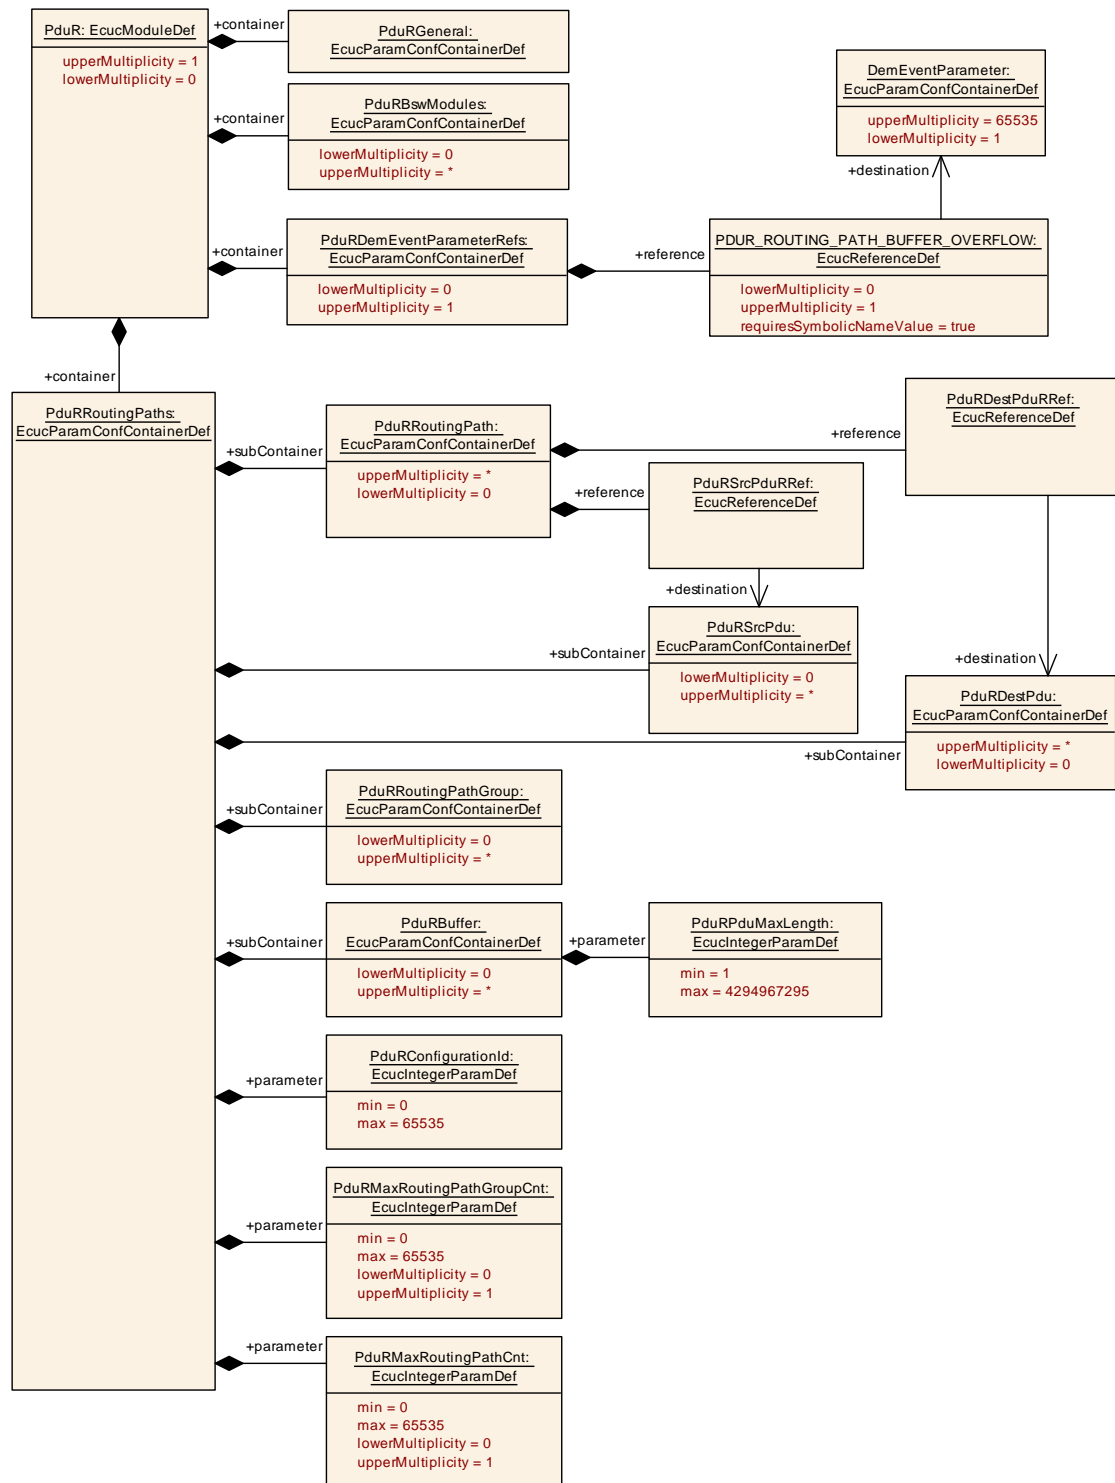 PduR: EcucModuleDef
upperMultiplicity = 1
lowerMultiplicity = 0
+container
PduRGeneral:
EcucParamConfContainerDef
+container
PduRBswModules:
EcucParamConfContainerDef
lowerMultiplicity = 0
upperMultiplicity = *
DemEventParameter:
EcucParamConfContainerDef
upperMultiplicity = 65535
lowerMultiplicity = 1
+destination
+container
PduRDemEventParameterRefs:
EcucParamConfContainerDef
lowerMultiplicity = 0
upperMultiplicity = 1
+reference
PDUR_ROUTING_PATH_BUFFER_OVERFLOW:
EcucReferenceDef
lowerMultiplicity = 0
upperMultiplicity = 1
requiresSymbolicNameValue = true
+container
PduRRoutingPaths:
EcucParamConfContainerDef
+subContainer
PduRRoutingPath:
EcucParamConfContainerDef
upperMultiplicity = *
lowerMultiplicity = 0
+reference
PduRDestPduRRef:
EcucReferenceDef
+reference
PduRSrcPduRRef:
EcucReferenceDef
+destination
+subContainer
PduRSrcPdu:
EcucParamConfContainerDef
lowerMultiplicity = 0
upperMultiplicity = *
+destination
PduRDestPdu:
EcucParamConfContainerDef
upperMultiplicity = *
lowerMultiplicity = 0
+subContainer
+subContainer
PduRRoutingPathGroup:
EcucParamConfContainerDef
lowerMultiplicity = 0
upperMultiplicity = *
+subContainer
PduRBuffer:
EcucParamConfContainerDef
lowerMultiplicity = 0
upperMultiplicity = *
+parameter
PduRPduMaxLength:
EcucIntegerParamDef
min = 1
max = 4294967295
+parameter
PduRConfigurationId:
EcucIntegerParamDef
min = 0
max = 65535
+parameter
PduRMaxRoutingPathGroupCnt:
EcucIntegerParamDef
min = 0
max = 65535
lowerMultiplicity = 0
upperMultiplicity = 1
+parameter
PduRMaxRoutingPathCnt:
EcucIntegerParamDef
min = 0
max = 65535
lowerMultiplicity = 0
upperMultiplicity = 1